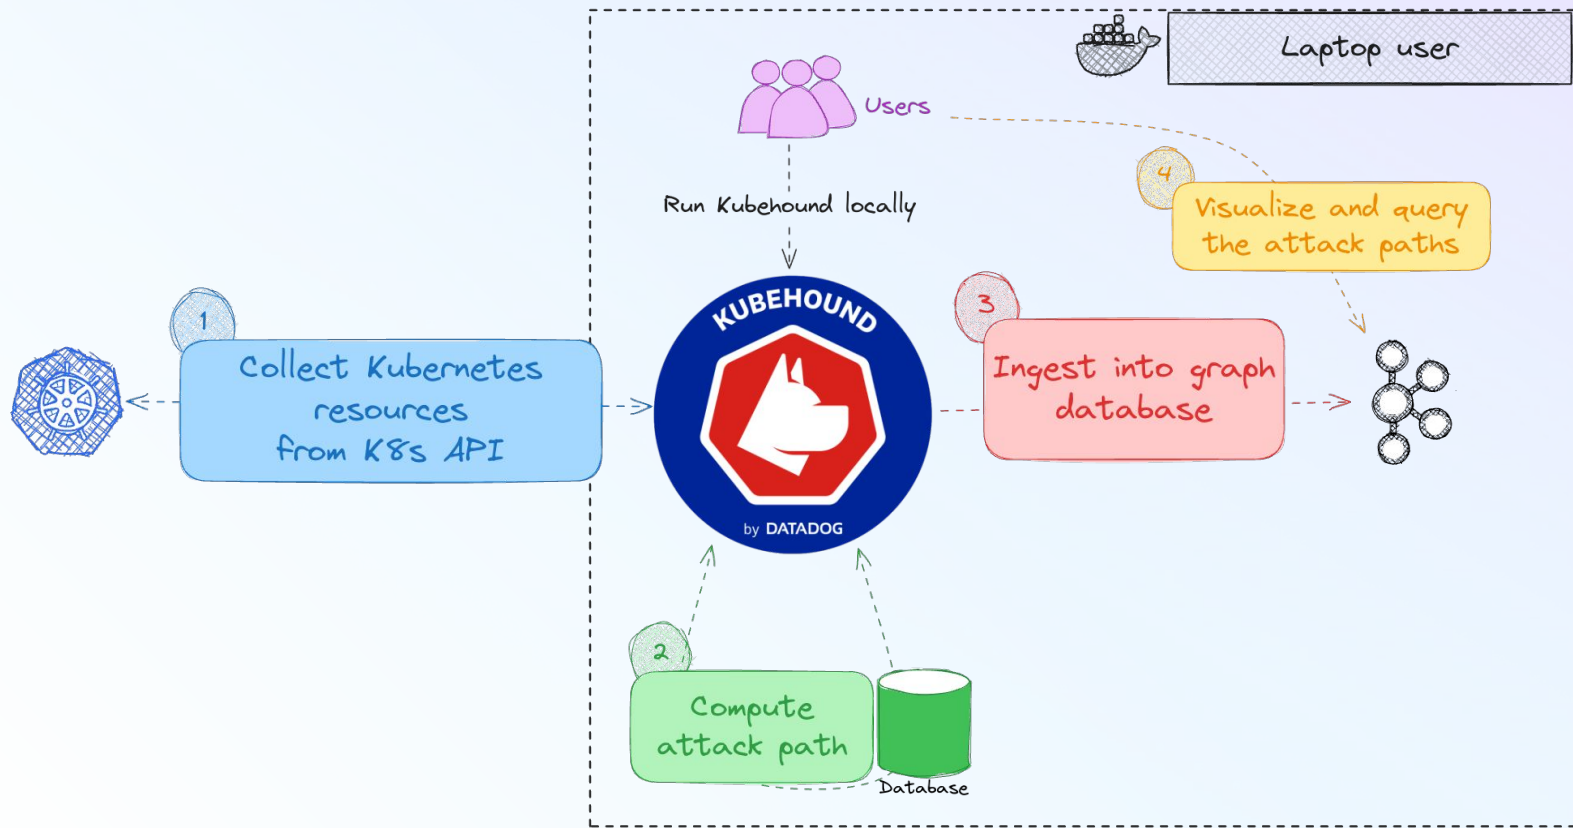 Laptop user
Users
Run Kubehound locally
4
Visualize and query
the attack paths
1
Collect Kubernetes
resources
from K8s API
KUBEHOUND
by DATADOG
3
Ingest into graph
database
2
Compute
attack path
Database